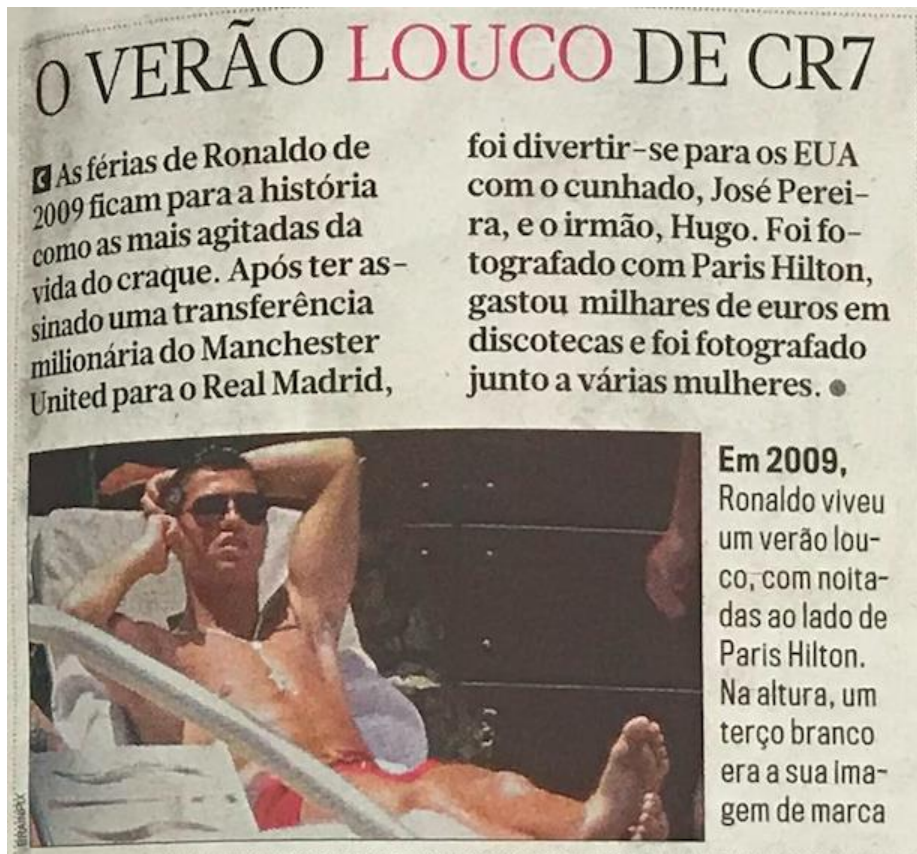 O VERÃO LOUCO DE CR7
As férias de Ronaldo de
2009 ficam para a história
como as mais agitadas da
vida do craque. Após ter as-
sinado uma transferência
milionária do Manchester
United para o Real Madrid,
foi divertir-se para os EUA
com o cunhado, José Perei-
ra, e o irmão, Hugo. Foi fo-
tografado com Paris Hilton,
gastou milhares de euros em
discotecas e foi fotografado
junto a várias mulheres.
Em 2009,
Ronaldo viveu
um verão lou-
co, com noita-
das ao lado de
Paris Hilton.
Na altura, um
terço branco
era a sua ima-
gem de marca
BRAINPIX